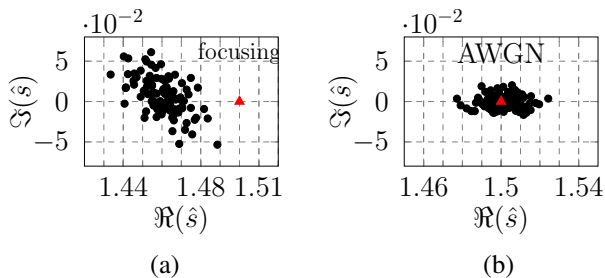 ·10⁻² ·10⁻²
focusing AWGN
5 5
0 0
−5 −5
ℑ(ŝ) ℑ(ŝ)
1.44 1.48 1.51 1.46 1.5 1.54
ℜ(ŝ) ℜ(ŝ)
(a) (b)